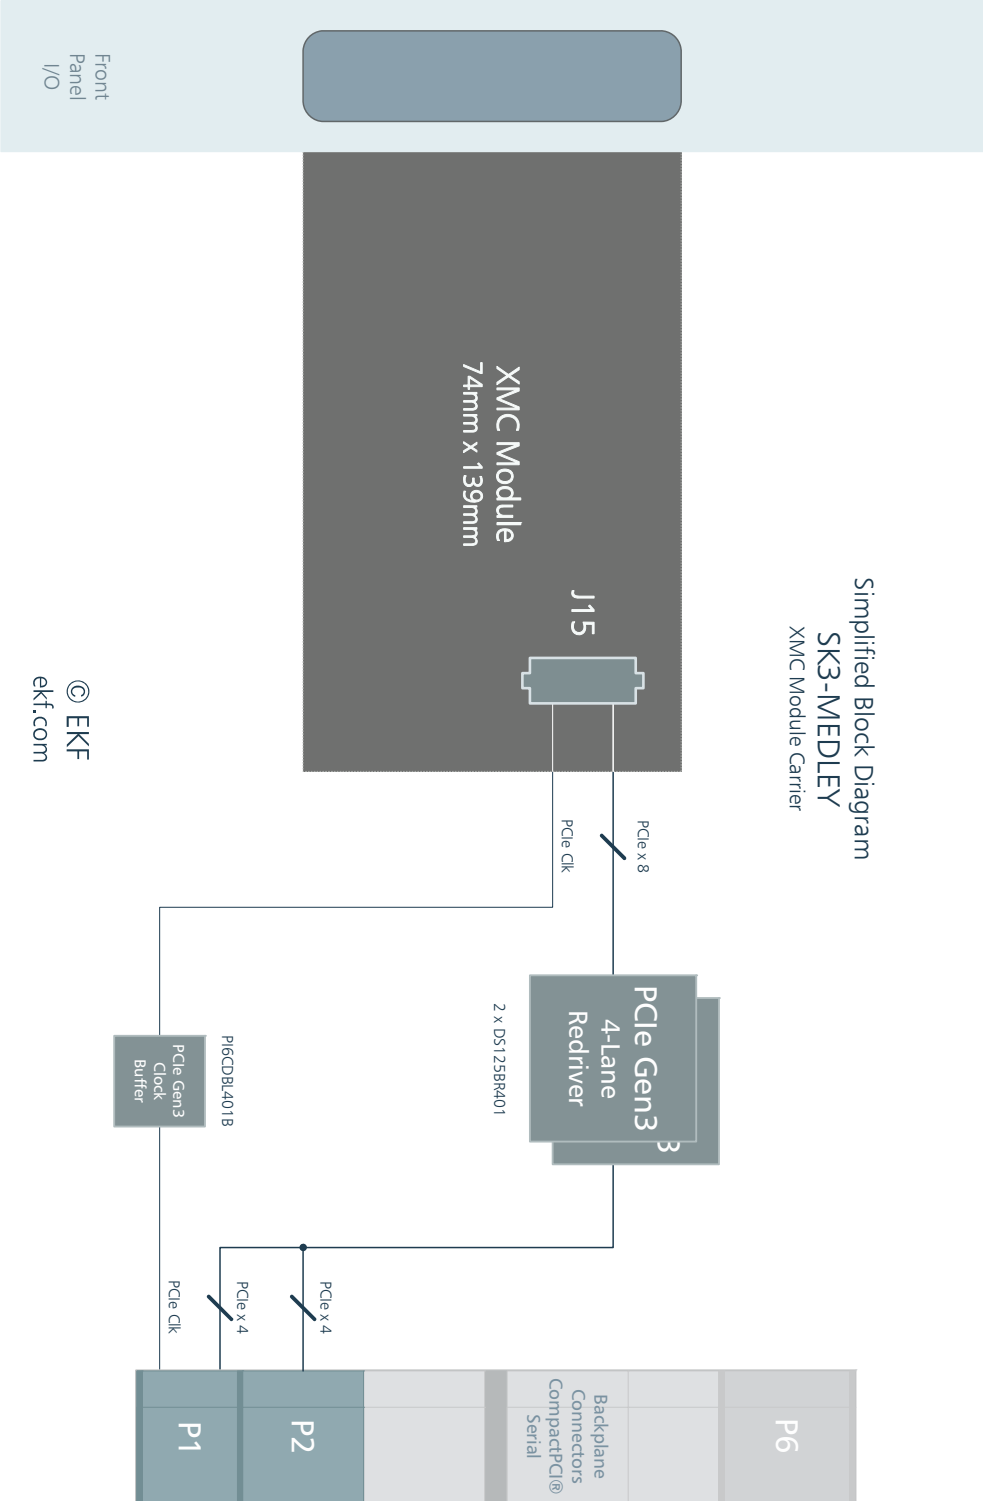 Simplified Block Diagram
SK3-MEDLEY
XMC Module Carrier
Front
Panel
I/O
XMC Module
74mm x 139mm
J15
PCIe x 8
PCIe Clk
PCIe Gen3
4-Lane
Redriver
3
2 x DS125BR401
PI6CDBL401B
PCIe Gen3
Clock
Buffer
PCIe x 4
PCIe x 4
PCIe Clk
P6
Backplane
Connectors
CompactPCI®
Serial
P2
P1
© EKF
ekf.com